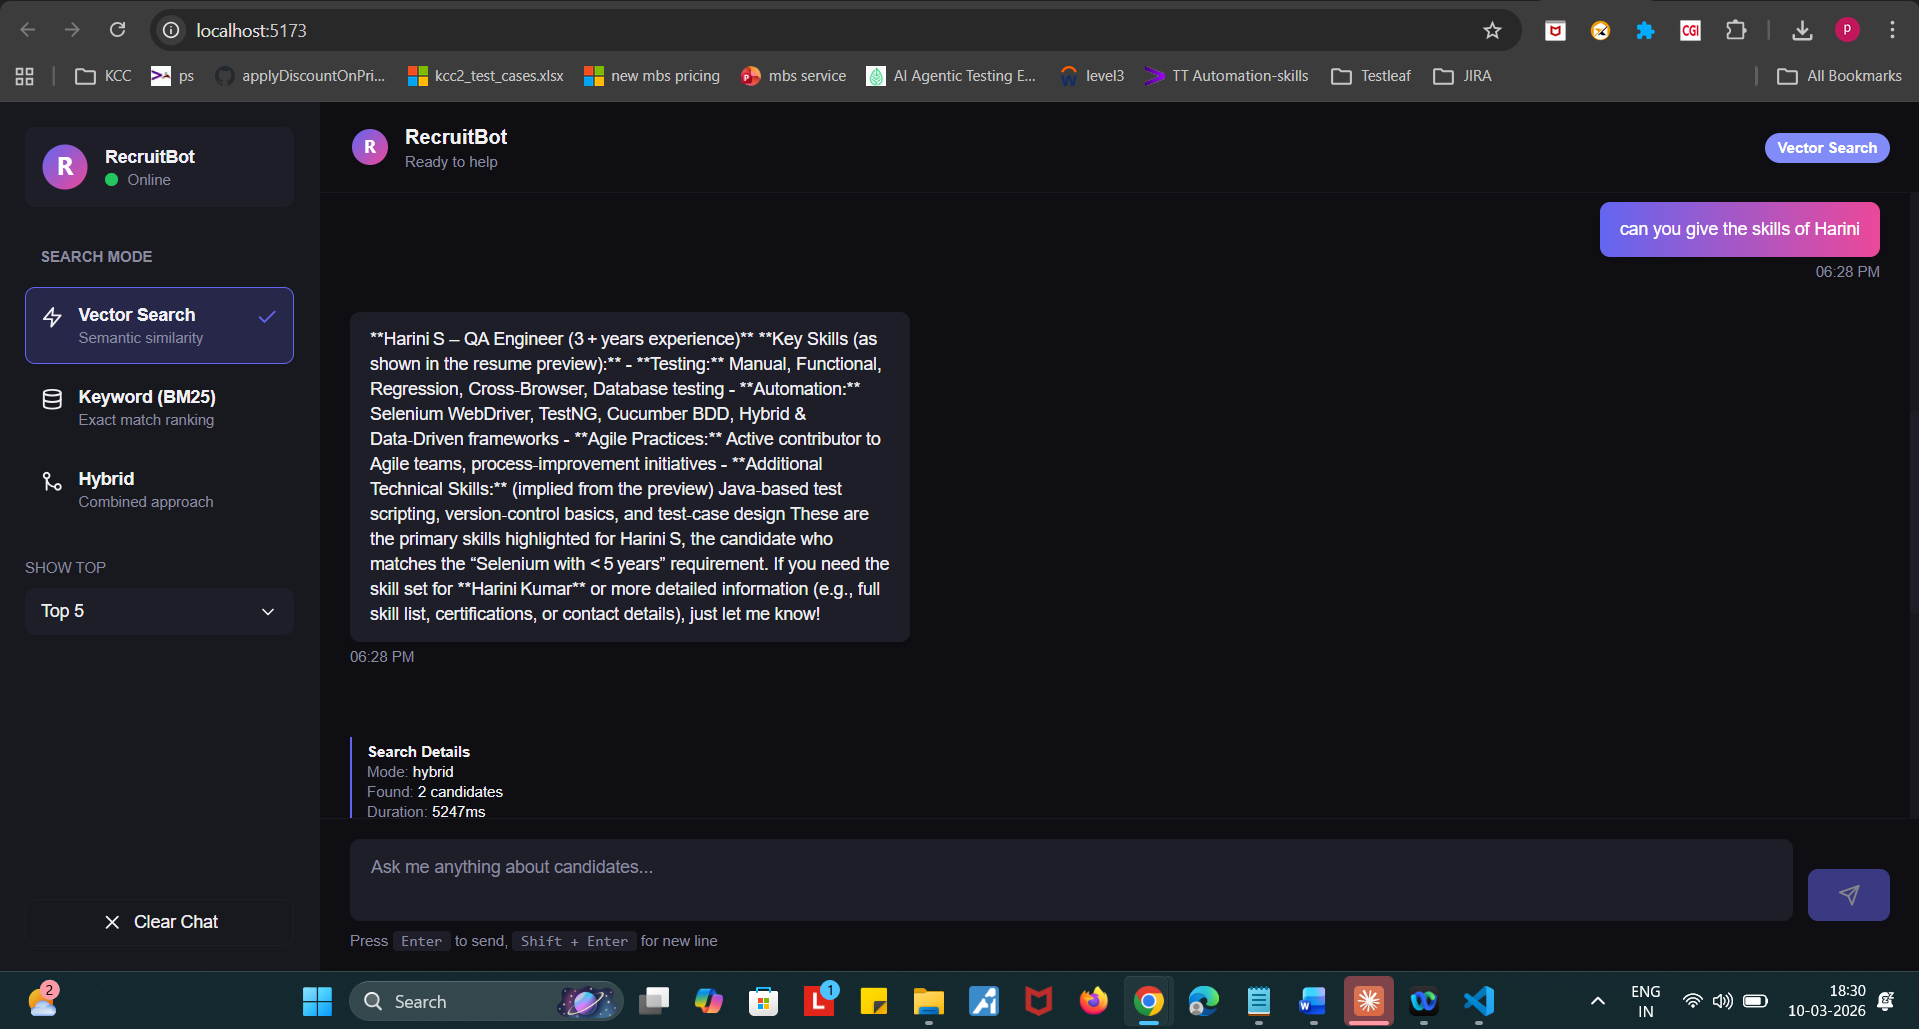 localhost:5173
KCC
ps
applyDiscountOnPri...
kcc2_test_cases.xlsx
new mbs pricing
mbs service
AI Agentic Testing E...
level3
TT Automation-skills
Testleaf
JIRA
All Bookmarks
CGI
P
R
RecruitBot
Online
SEARCH MODE
Vector Search
Semantic similarity
Keyword (BM25)
Exact match ranking
Hybrid
Combined approach
SHOW TOP
Top 5
Clear Chat
R
RecruitBot
Ready to help
Vector Search
can you give the skills of Harini
06:28 PM
**Harini S – QA Engineer (3 + years experience)** **Key Skills (as
shown in the resume preview):** - **Testing:** Manual, Functional,
Regression, Cross-Browser, Database testing - **Automation:**
Selenium WebDriver, TestNG, Cucumber BDD, Hybrid &
Data-Driven frameworks - **Agile Practices:** Active contributor to
Agile teams, process-improvement initiatives - **Additional
Technical Skills:** (implied from the preview) Java-based test
scripting, version-control basics, and test-case design These are
the primary skills highlighted for Harini S, the candidate who
matches the “Selenium with < 5 years” requirement. If you need the
skill set for **Harini Kumar** or more detailed information (e.g., full
skill list, certifications, or contact details), just let me know!
06:28 PM
Search Details
Mode: hybrid
Found: 2 candidates
Duration: 5247ms
Ask me anything about candidates...
Press Enter to send, Shift + Enter for new line
2
Search
L
1
W
ENG
IN
18:30
10-03-2026